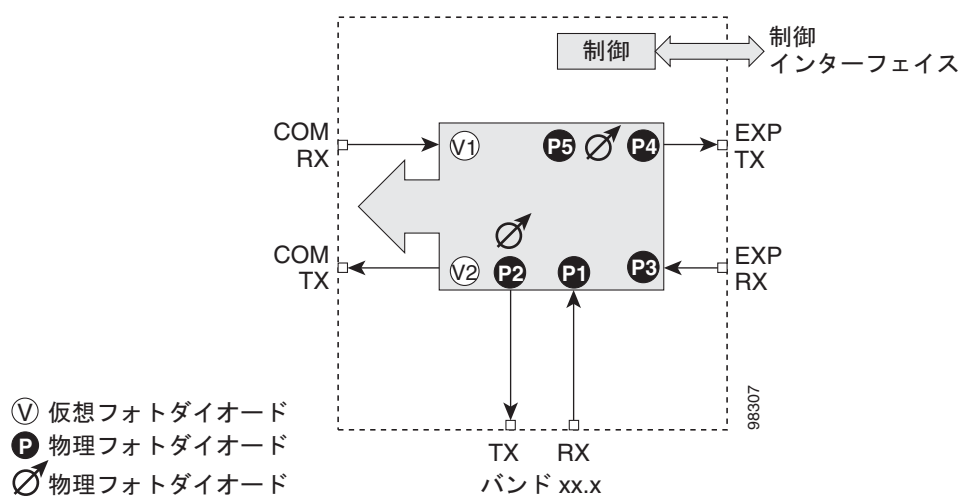 制御
制御
インターフェイス
COM
RX
V1
P5
P4
EXP
TX
COM
TX
V2
P2
P1
P3
EXP
RX
98307
V 仮想フォトダイオード
P 物理フォトダイオード
物理フォトダイオード
TX
RX
バンド xx.x